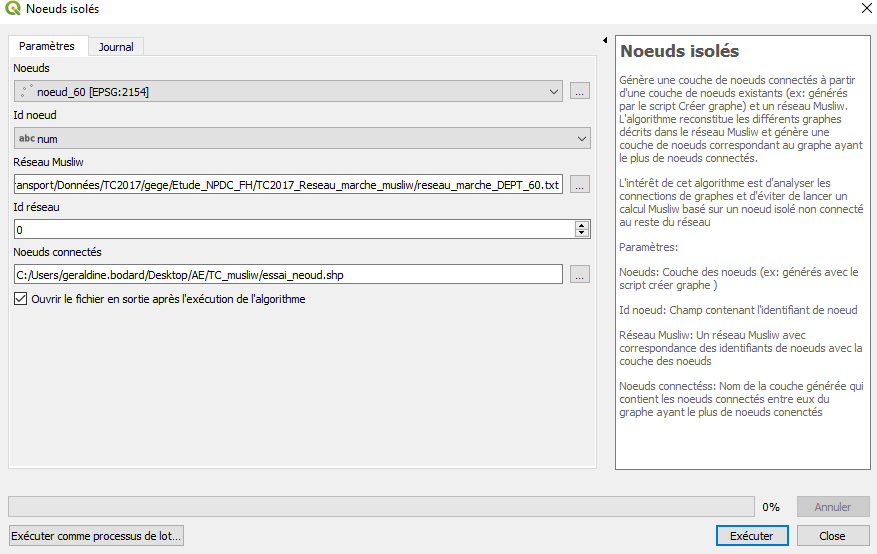 Noeuds isolés
Paramètres
Journal
Noeuds
noeud_60 [EPSG:2154]
...
Id noeud
abc num
Réseau Musliw
ransport/Données/TC2017/gege/Etude_NPDC_FH/TC2017_Reseau_marche_musliw/reseau_marche_DEPT_60.txt
...
Id réseau
0
Noeuds connectés
C:/Users/geraldine.bodard/Desktop/AE/TC_musliw/essai_neoud.shp
...
Ouvrir le fichier en sortie après l'exécution de l'algorithme
Noeuds isolés
Génère une couche de noeuds connectés à partir
d'une couche de noeuds existants (ex: générés
par le script Créer graphe) et un réseau Musliw.
L'algorithme reconstitue les différents graphes
décrits dans le réseau Musliw et génère une
couche de noeuds correspondant au graphe ayant
le plus de noeuds connectés.
L'intérêt de cet algorithme est d'analyser les
connections de graphes et d'éviter de lancer un
calcul Musliw basé sur un noeud isolé non connecté
au reste du réseau
Paramètres:
Noeuds: Couche des noeuds (ex: générés avec le
script créer graphe )
Id noeud: Champ contenant l'identifiant de noeud
Réseau Musliw: Un réseau Musliw avec
correspondance des identifiants de noeuds avec la
couche des noeuds
Noeuds connectéss: Nom de la couche générée qui
contient les noeuds connectés entre eux du
graphe ayant le plus de noeuds conenctés
0%
Annuler
Exécuter comme processus de lot...
Exécuter
Close